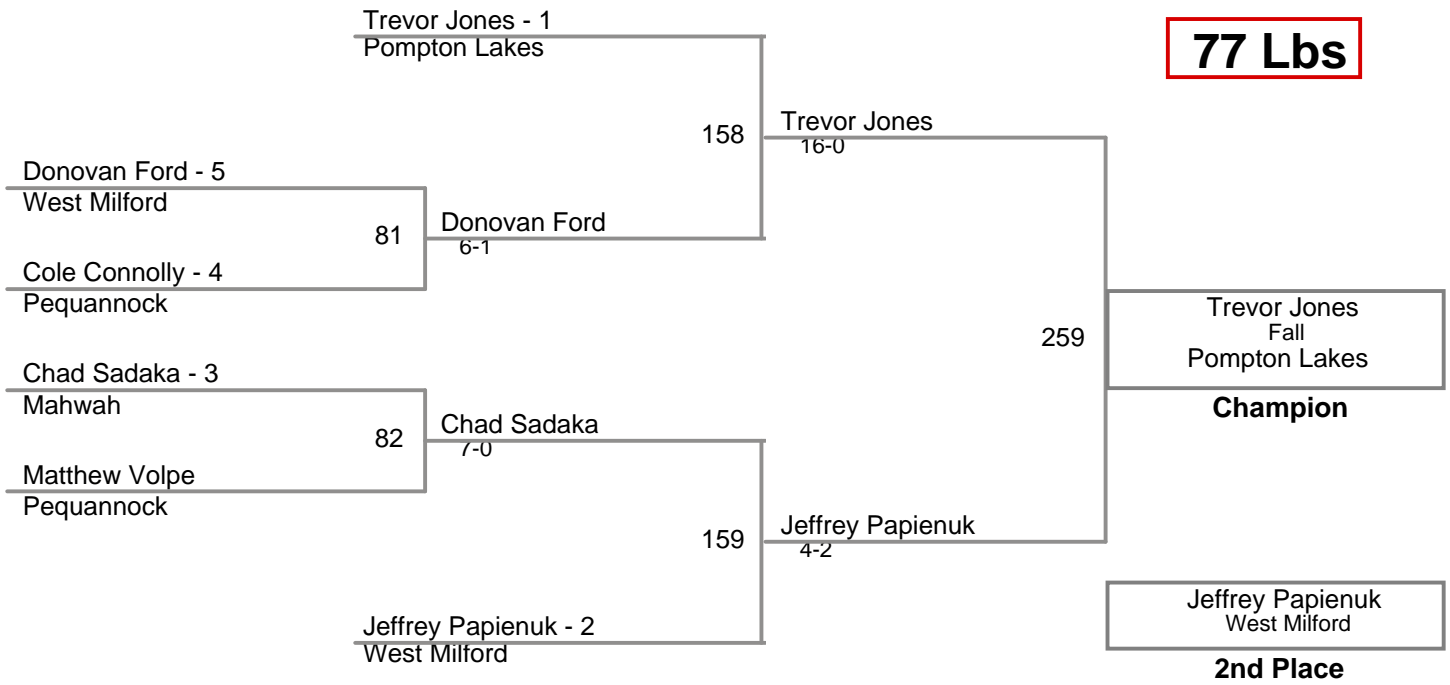 Trevor Jones - 1
Pompton Lakes
77 Lbs
158
Trevor Jones
16-0
Donovan Ford - 5
West Milford
81
Donovan Ford
6-1
Cole Connolly - 4
Pequannock
259
Trevor Jones
Fall
Pompton Lakes
Champion
Chad Sadaka - 3
Mahwah
82
Chad Sadaka
7-0
Matthew Volpe
Pequannock
159
Jeffrey Papienuk
4-2
Jeffrey Papienuk - 2
West Milford
Jeffrey Papienuk
West Milford
2nd Place